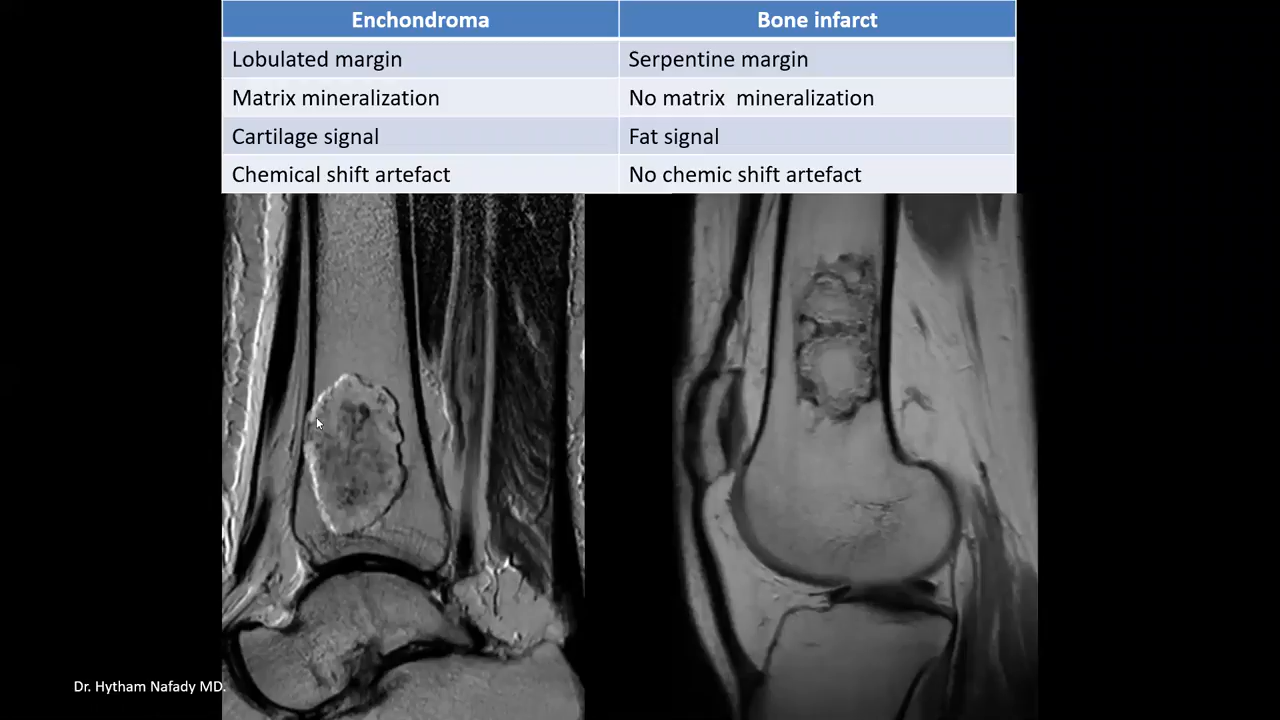 Enchondroma Bone infarct
Lobulated margin Serpentine margin
Matrix mineralization No matrix  mineralization
Cartilage signal Fat signal
Chemical shift artefact No chemic shift artefact
Dr. Hytham Nafady MD.